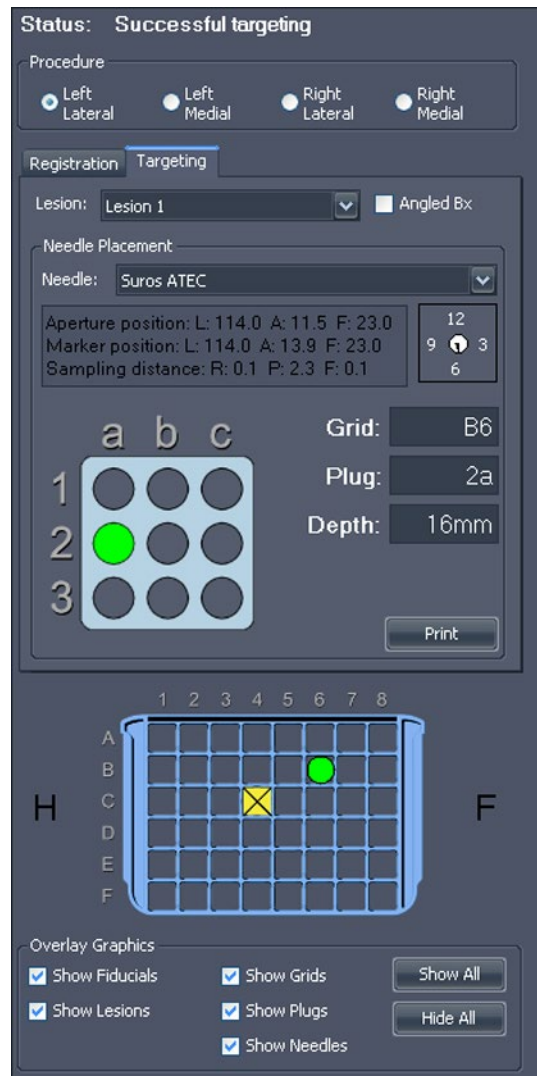 Status: Successful targeting
Procedure
Left Lateral
Left Medial
Right Lateral
Right Medial
Registration Targeting
Lesion: Lesion 1 Angled Bx
Needle Placement
Needle: Suros ATEC
Aperture position: L: 114.0 A: 11.5 F: 23.0
Marker position: L: 114.0 A: 13.9 F: 23.0
Sampling distance: R: 0.1 P: 2.3 F: 0.1
12
9 3
6
a b c
1
2
3
Grid: B6
Plug: 2a
Depth: 16mm
Print
1 2 3 4 5 6 7 8
A
B
C
D
E
F
H F
Overlay Graphics
Show Fiducials Show Grids Show All
Show Lesions Show Plugs Hide All
Show Needles